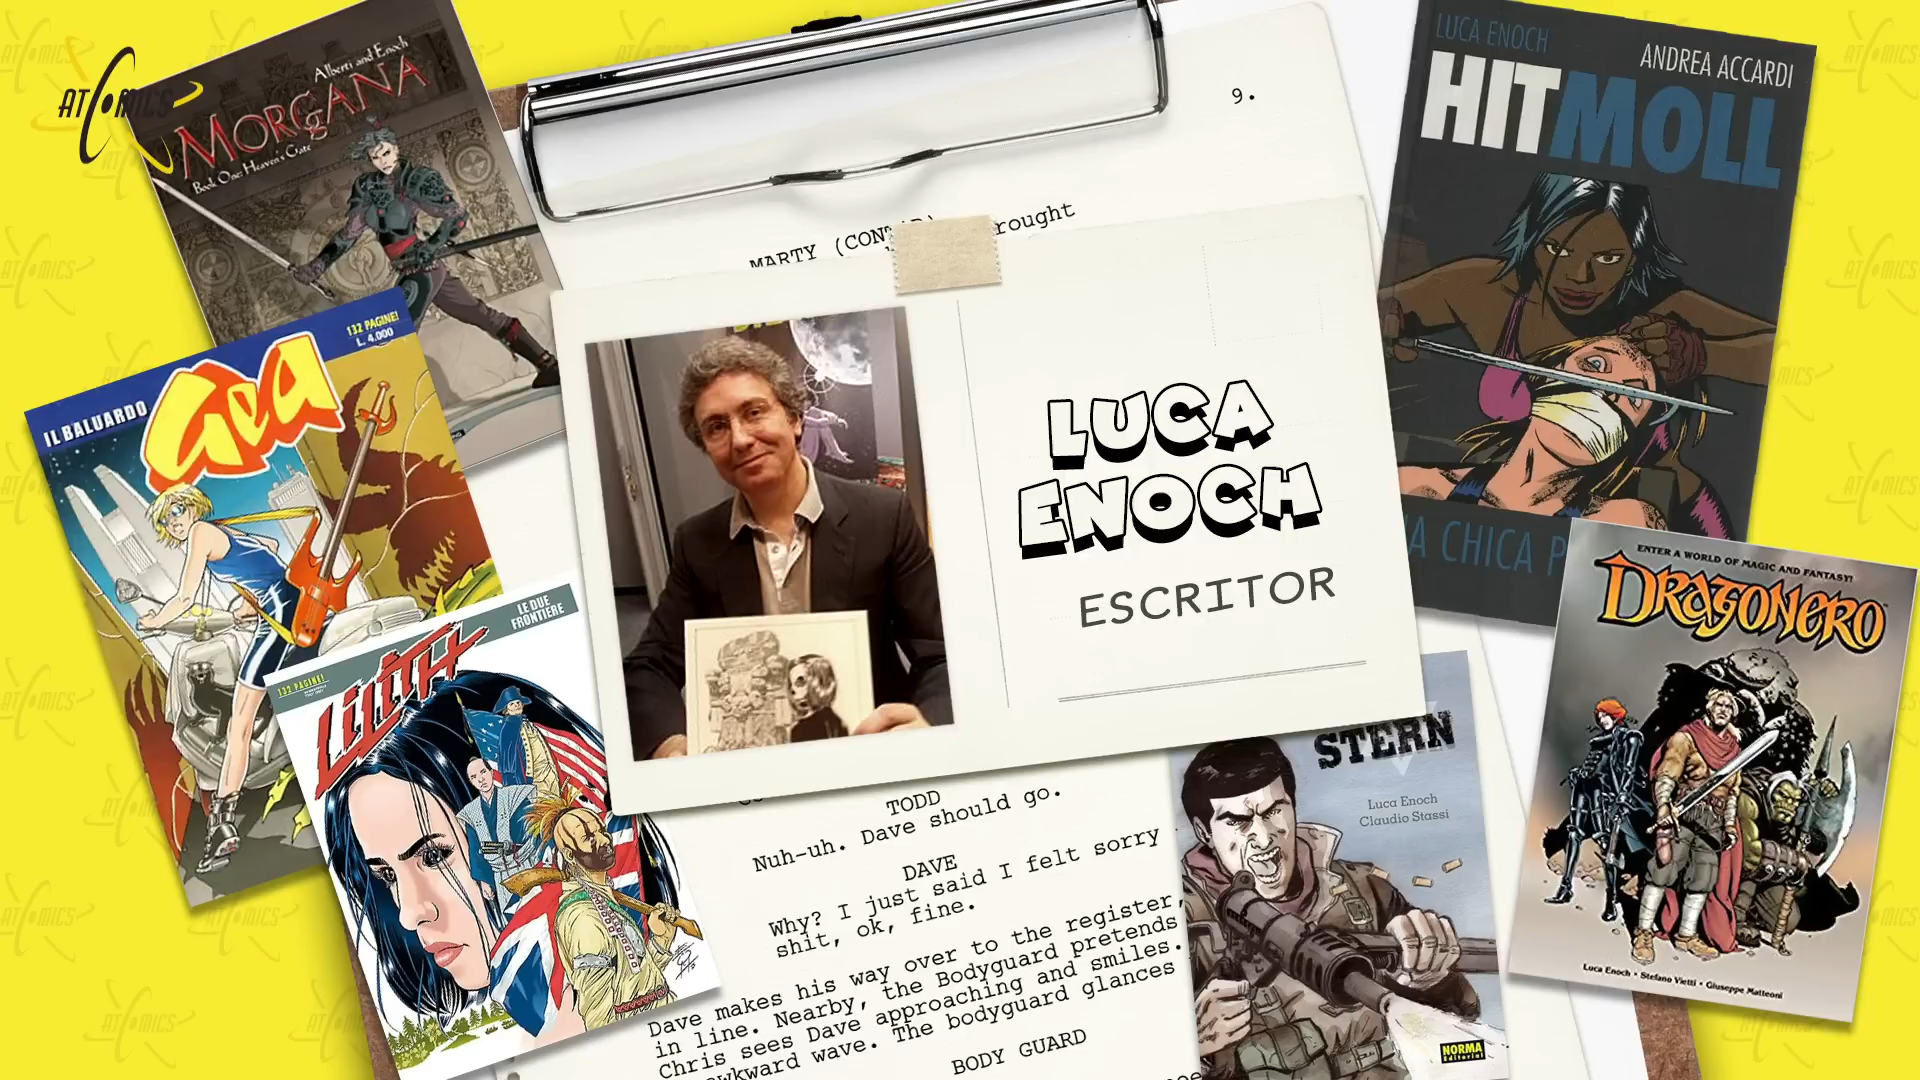 ATOMICS
Alberti and Enoch
MORGANA
Book One: Heaven's Gate
IL BALUARDO
132 PAGINE!
L. 4.000
Gea
132 PAGINE!
LE DUE
FRONTIERE
LILITH
9.
MARTY (CON
rought
LUCA
ENOCH
ESCRITOR
TODD
Nuh-uh. Dave should go.
DAVE
Why? I just said I felt sorry
shit, ok, fine.
Dave makes his way over to the register,
in line. Nearby, the Bodyguard pretends
Chris sees Dave approaching and smiles.
awkward wave. The bodyguard glances
BODY GUARD
LUCA ENOCH
ANDREA ACCARDI
HITMOLL
A CHICA P
STERN
Luca Enoch
Claudio Stassi
NORMA
Editorial
ENTER A WORLD OF MAGIC AND FANTASY!
DRAGONERO
Luca Enoch • Stefano Vietti • Giuseppe Matteoni